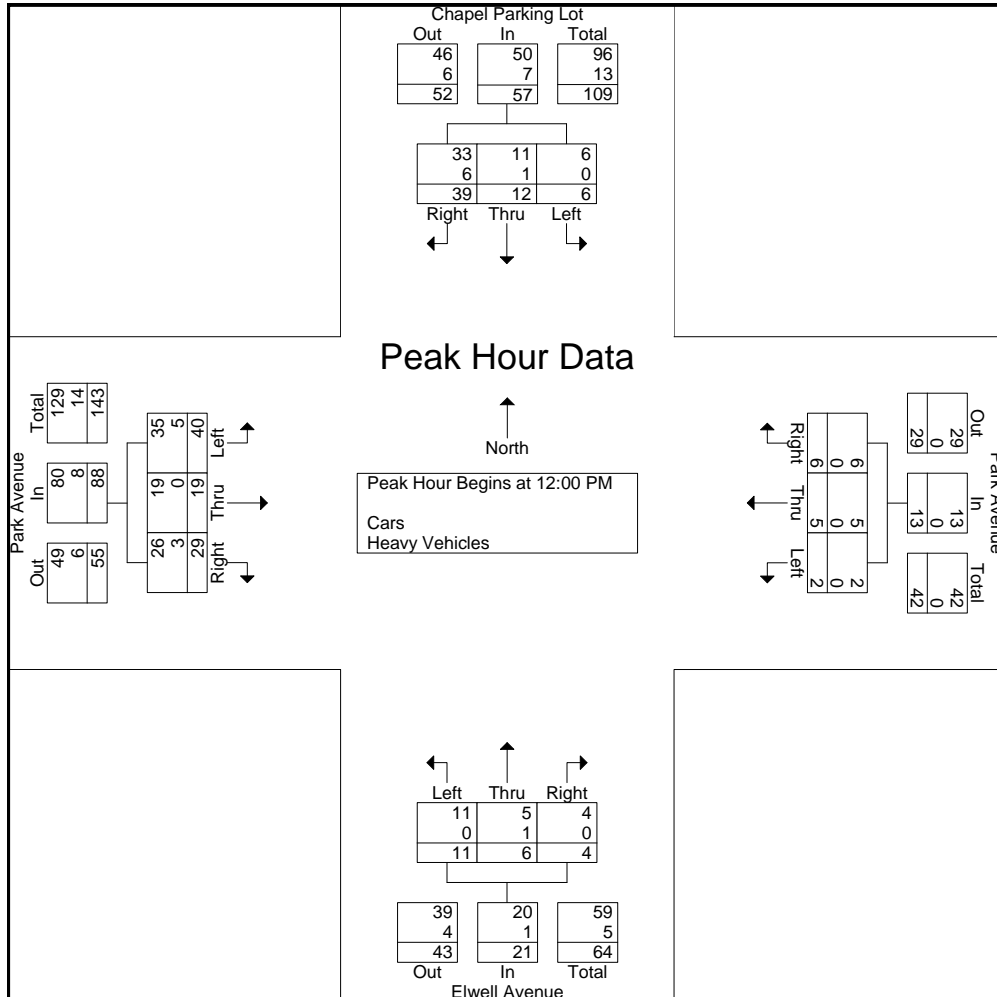 Chapel Parking Lot
Out In Total
46 50 96
6 7 13
52 57 109
33 11 6
6 1 0
39 12 6
Right Thru Left
Peak Hour Data
North
Peak Hour Begins at 12:00 PM
Cars
Heavy Vehicles
Park Avenue
Out In Total
49 80 129
6 8 14
55 88 143
Right Thru Left
26 19 35
3 0 5
29 19 40
Park Avenue
Out In Total
29 13 42
0 0 0
29 13 42
Right Thru Left
6 5 2
0 0 0
6 5 2
Left Thru Right
11 5 4
0 1 0
11 6 4
39 20 59
4 1 5
43 21 64
Out In Total
Elwell Avenue